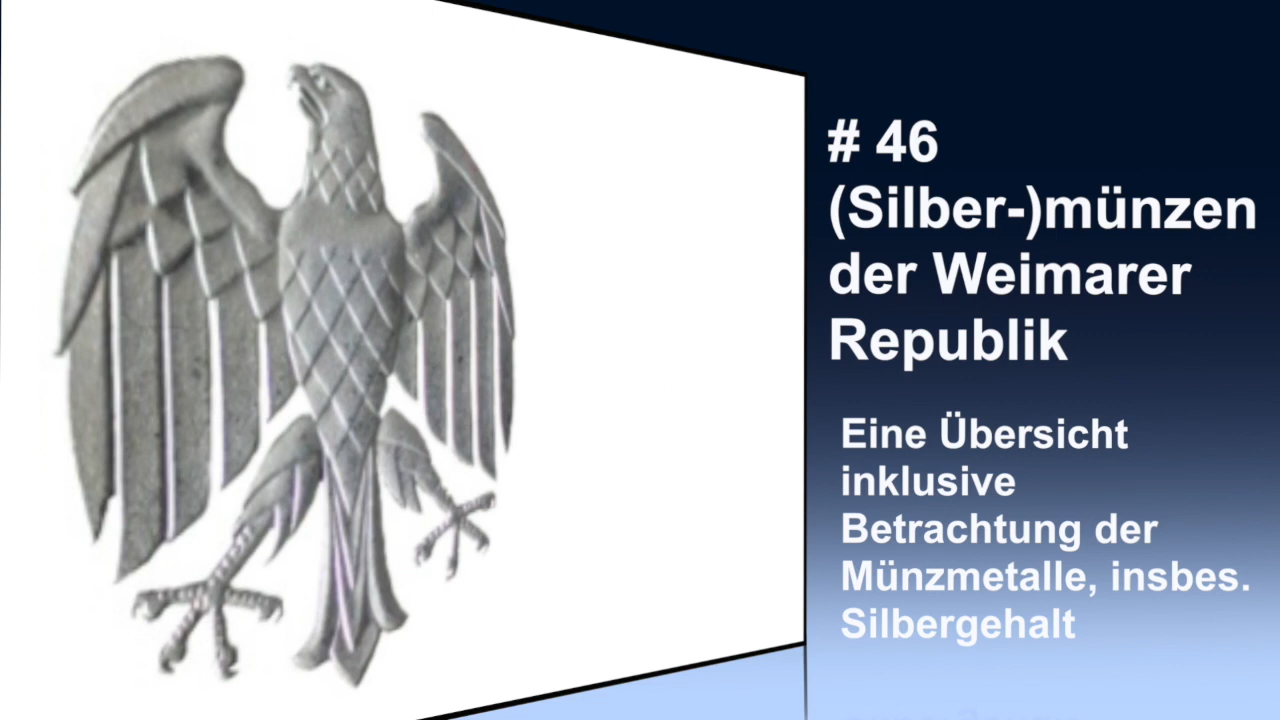 # 46
(Silber-)münzen
der Weimarer
Republik
Eine Übersicht
inklusive
Betrachtung der
Münzmetalle, insbes.
Silbergehalt